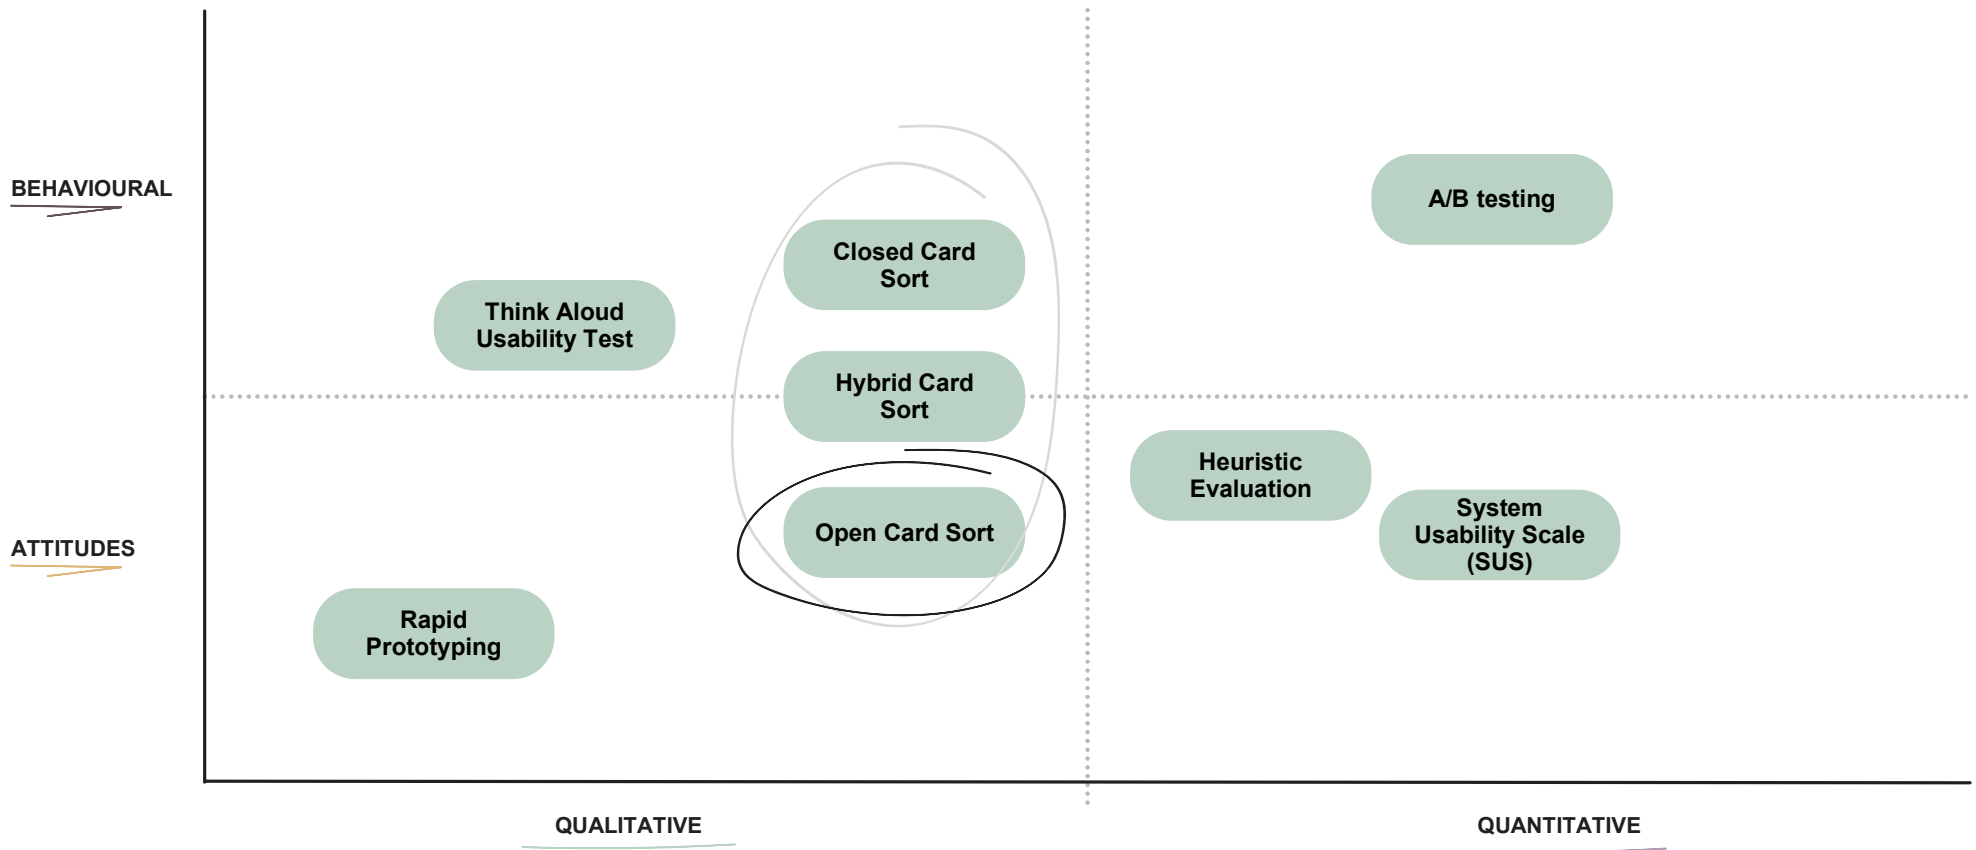 BEHAVIOURAL
A/B testing
Closed Card
Sort
Think Aloud
Usability Test
Hybrid Card
Sort
Heuristic
Evaluation
System
Usability Scale
(SUS)
Open Card Sort
ATTITUDES
Rapid
Prototyping
QUALITATIVE
QUANTITATIVE